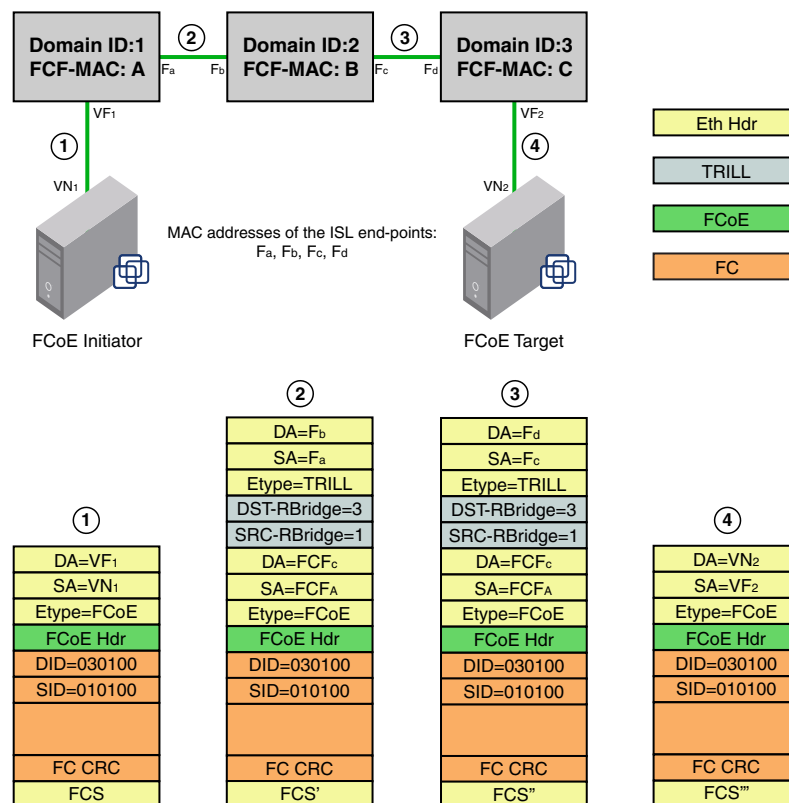 Domain ID:1
FCF-MAC: A
2
Fa
Fb
Domain ID:2
FCF-MAC: B
3
Fc
Fd
Domain ID:3
FCF-MAC: C
VF1
1
VN1
VF2
4
VN2
MAC addresses of the ISL end-points:
Fa, Fb, Fc, Fd
FCoE Initiator
FCoE Target
Eth Hdr
TRILL
FCoE
FC
1
DA=VF1
SA=VN1
Etype=FCoE
FCoE Hdr
DID=030100
SID=010100
FC CRC
FCS
2
DA=Fb
SA=Fa
Etype=TRILL
DST-RBridge=3
SRC-RBridge=1
DA=FCFc
SA=FCFA
Etype=FCoE
FCoE Hdr
DID=030100
SID=010100
FC CRC
FCS'
3
DA=Fd
SA=Fc
Etype=TRILL
DST-RBridge=3
SRC-RBridge=1
DA=FCFc
SA=FCFA
Etype=FCoE
FCoE Hdr
DID=030100
SID=010100
FC CRC
FCS"
4
DA=VN2
SA=VF2
Etype=FCoE
FCoE Hdr
DID=030100
SID=010100
FC CRC
FCS"'